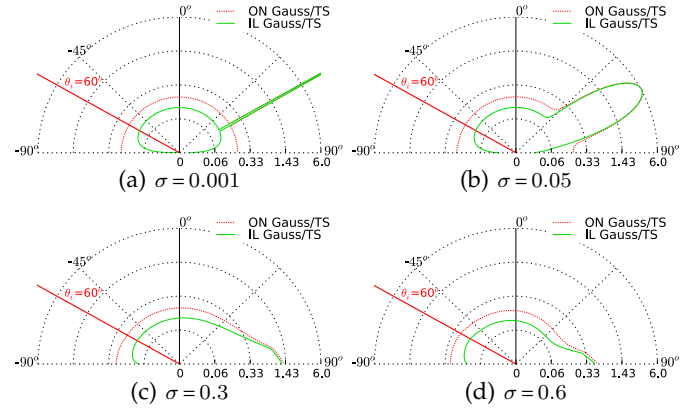 0°
ON Gauss/TS
IL Gauss/TS
-45°
θᵢ=60°
-90° 0 0.06 0.33 1.43 6.0 90°
(a) σ=0.001
0°
ON Gauss/TS
IL Gauss/TS
-45°
θᵢ=60°
-90° 0 0.06 0.33 1.43 6.0 90°
(b) σ=0.05
0°
ON Gauss/TS
IL Gauss/TS
-45°
θᵢ=60°
-90° 0 0.06 0.33 1.43 6.0 90°
(c) σ=0.3
0°
ON Gauss/TS
IL Gauss/TS
-45°
θᵢ=60°
-90° 0 0.06 0.33 1.43 6.0 90°
(d) σ=0.6